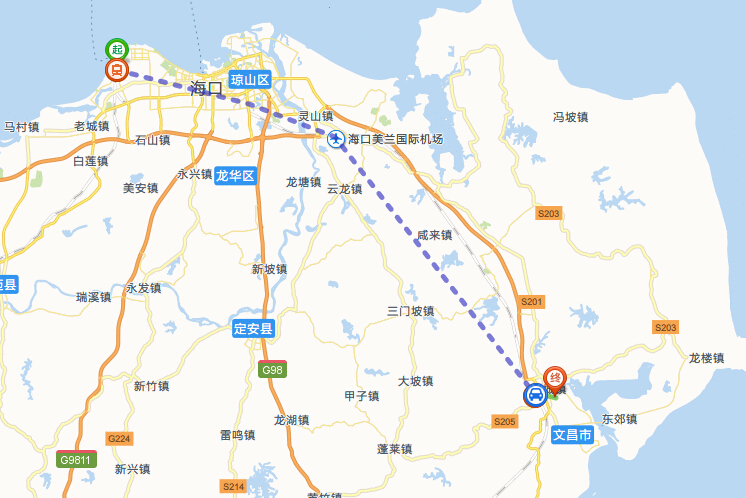 起
海口
琼山区
马村镇
老城镇
灵山镇
冯坡镇
石山镇
海口美兰国际机场
白莲镇
美安镇
永兴镇
龙华区
龙塘镇
云龙镇
S203
咸来镇
新坡镇
县
瑞溪镇
永发镇
S201
三门坡镇
定安县
S203
龙楼镇
G98
大坡镇
终
新竹镇
甲子镇
镇
S205
东郊镇
龙湖镇
文昌市
G224
雷鸣镇
蓬莱镇
G9811
新兴镇
S214
黄竹镇